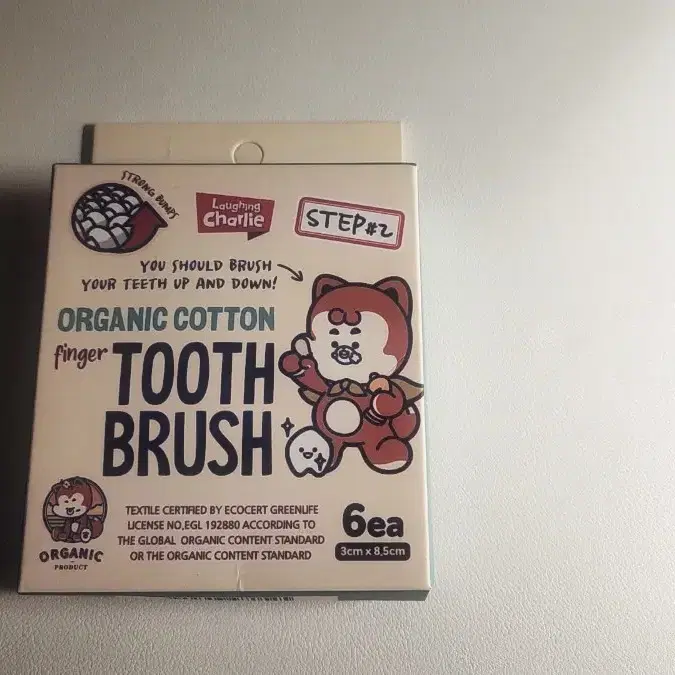 STRONG BUMPS
Laughing
Charlie
STEP#2
YOU SHOULD BRUSH
YOUR TEETH UP AND DOWN!
ORGANIC COTTON
finger TOOTH
BRUSH
ORGANIC
PRODUCT
TEXTILE CERTIFIED BY ECOCERT GREENLIFE
LICENSE NO,EGL 192880 ACCORDING TO
THE GLOBAL ORGANIC CONTENT STANDARD
OR THE ORGANIC CONTENT STANDARD
6ea
3cm x 8,5cm